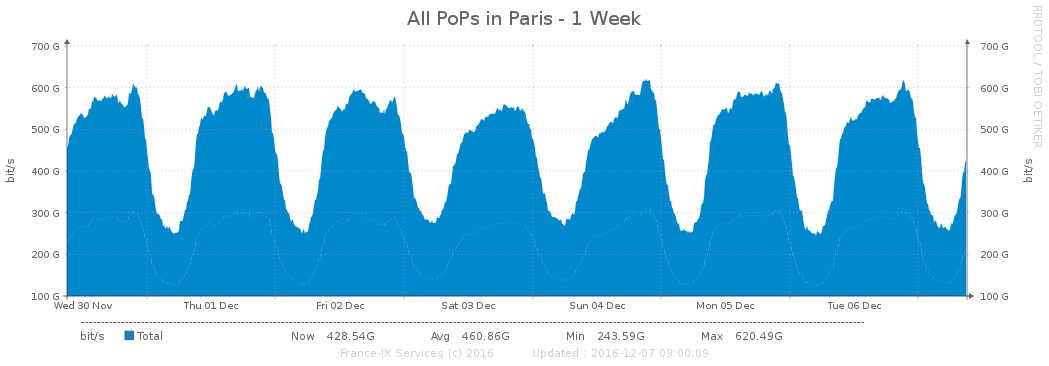 All PoPs in Paris - 1 Week
RRDTOOL / TOBI OETIKER
700 G 700 G
600 G 600 G
500 G 500 G
400 G 400 G
300 G 300 G
200 G 200 G
100 G 100 G
bit/s bit/s
Wed 30 Nov Thu 01 Dec Fri 02 Dec Sat 03 Dec Sun 04 Dec Mon 05 Dec Tue 06 Dec
bit/s Total Now 428.54G Avg 460.86G Min 243.59G Max 620.49G
France-IX Services (c) 2016 Updated : 2016-12-07 09:00:09